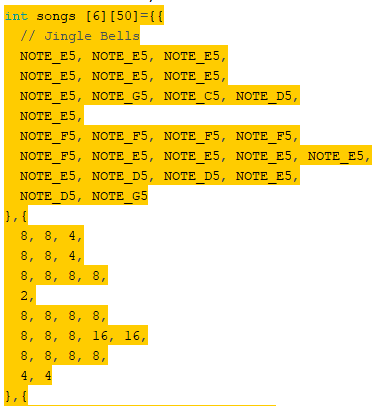 int songs [6][50]={{
// Jingle Bells
NOTE_E5, NOTE_E5, NOTE_E5,
NOTE_E5, NOTE_E5, NOTE_E5,
NOTE_E5, NOTE_G5, NOTE_C5, NOTE_D5,
NOTE_E5,
NOTE_F5, NOTE_F5, NOTE_F5, NOTE_F5,
NOTE_F5, NOTE_E5, NOTE_E5, NOTE_E5, NOTE_E5,
NOTE_E5, NOTE_D5, NOTE_D5, NOTE_E5,
NOTE_D5, NOTE_G5
},{
8, 8, 4,
8, 8, 4,
8, 8, 8, 8,
2,
8, 8, 8, 8,
8, 8, 8, 16, 16,
8, 8, 8, 8,
4, 4
},{